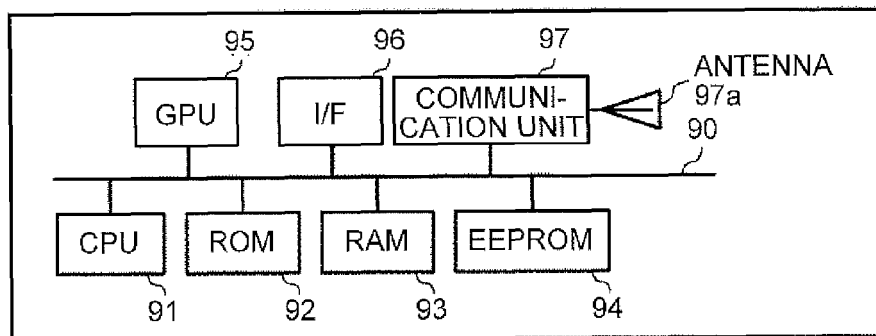 95
96
97
GPU
I/F
COMMUNI-
CATION UNIT
ANTENNA
97a
90
CPU
ROM
RAM
EEPROM
91
92
93
94